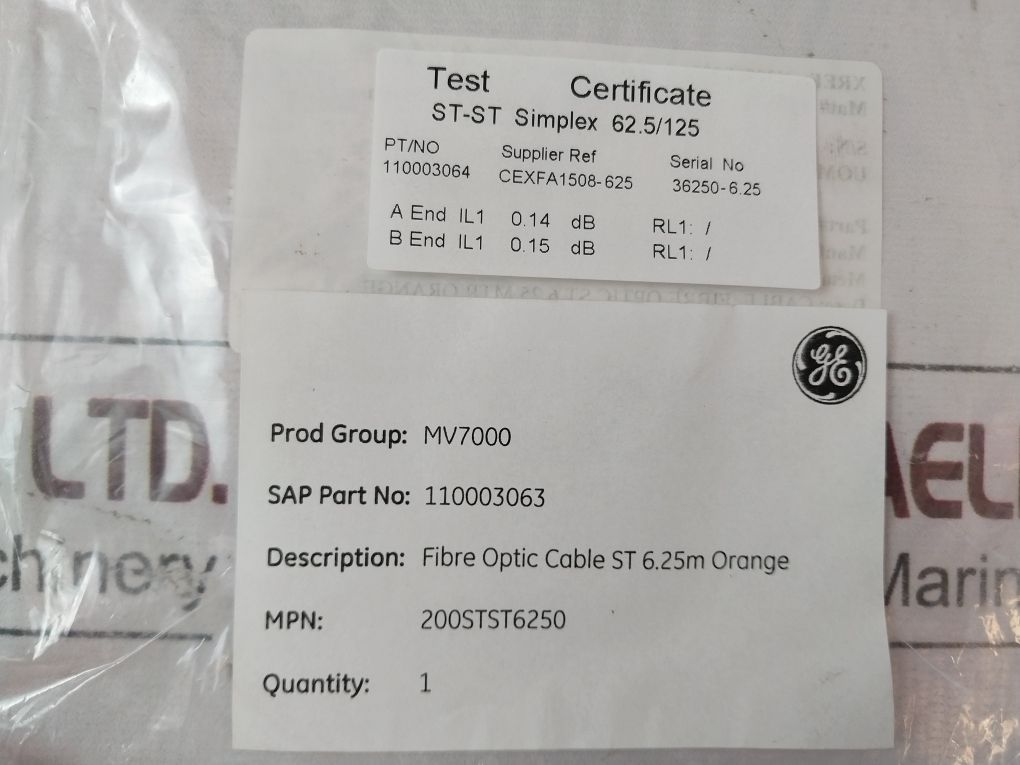 Test Certificate
ST-ST Simplex 62.5/125
PT/NO Supplier Ref Serial No
110003064 CEXFA1508-625 36250-6.25
A End IL1 0.14 dB RL1: /
B End IL1 0.15 dB RL1: /
GE
Prod Group: MV7000
SAP Part No: 110003063
Description: Fibre Optic Cable ST 6.25m Orange
MPN: 200STST6250
Quantity: 1
LTD.
AEL
chinery
Marin